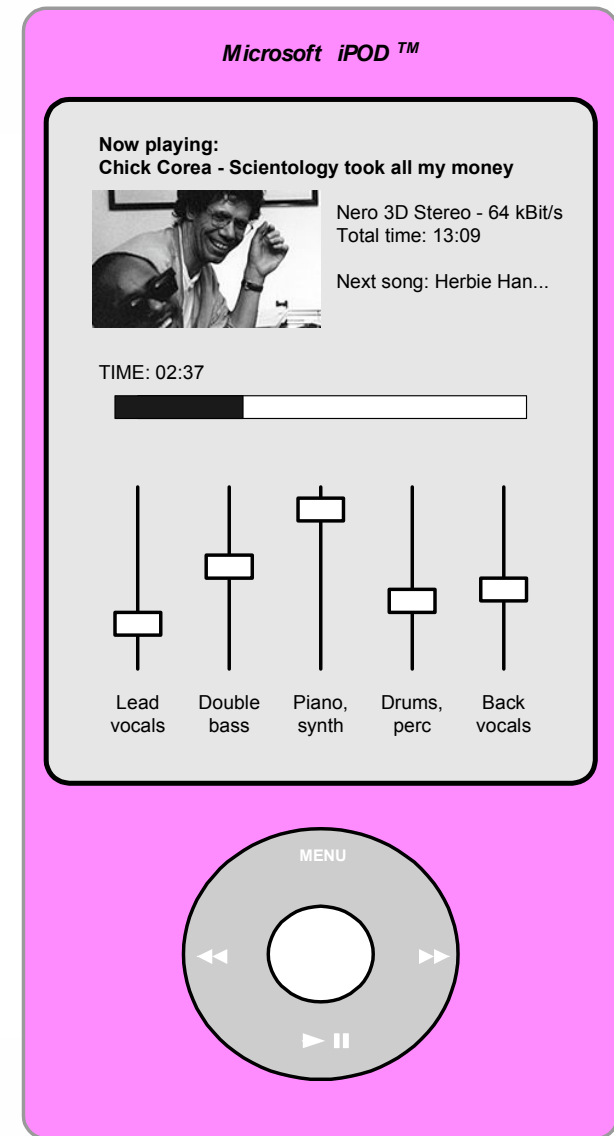 Microsoft iPOD TM
Now playing:
Chick Corea - Scientology took all my money
Nero 3D Stereo - 64 kBit/s
Total time: 13:09
Next song: Herbie Han...
TIME: 02:37
Lead vocals
Double bass
Piano, synth
Drums, perc
Back vocals
MENU